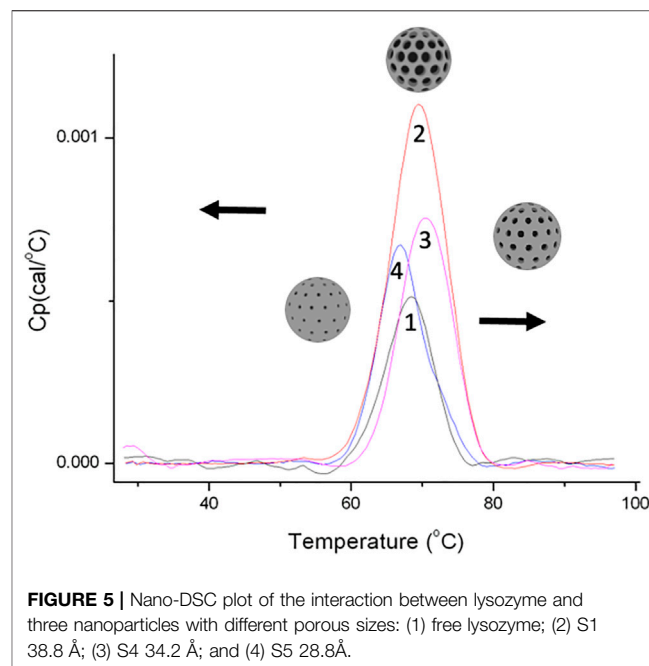 0.001
0.000
Cp(cal/°C)
2
3
4
1
40
60
80
100
Temperature (°C)
FIGURE 5 | Nano-DSC plot of the interaction between lysozyme and
three nanoparticles with different porous sizes: (1) free lysozyme; (2) S1
38.8 Å; (3) S4 34.2 Å; and (4) S5 28.8Å.